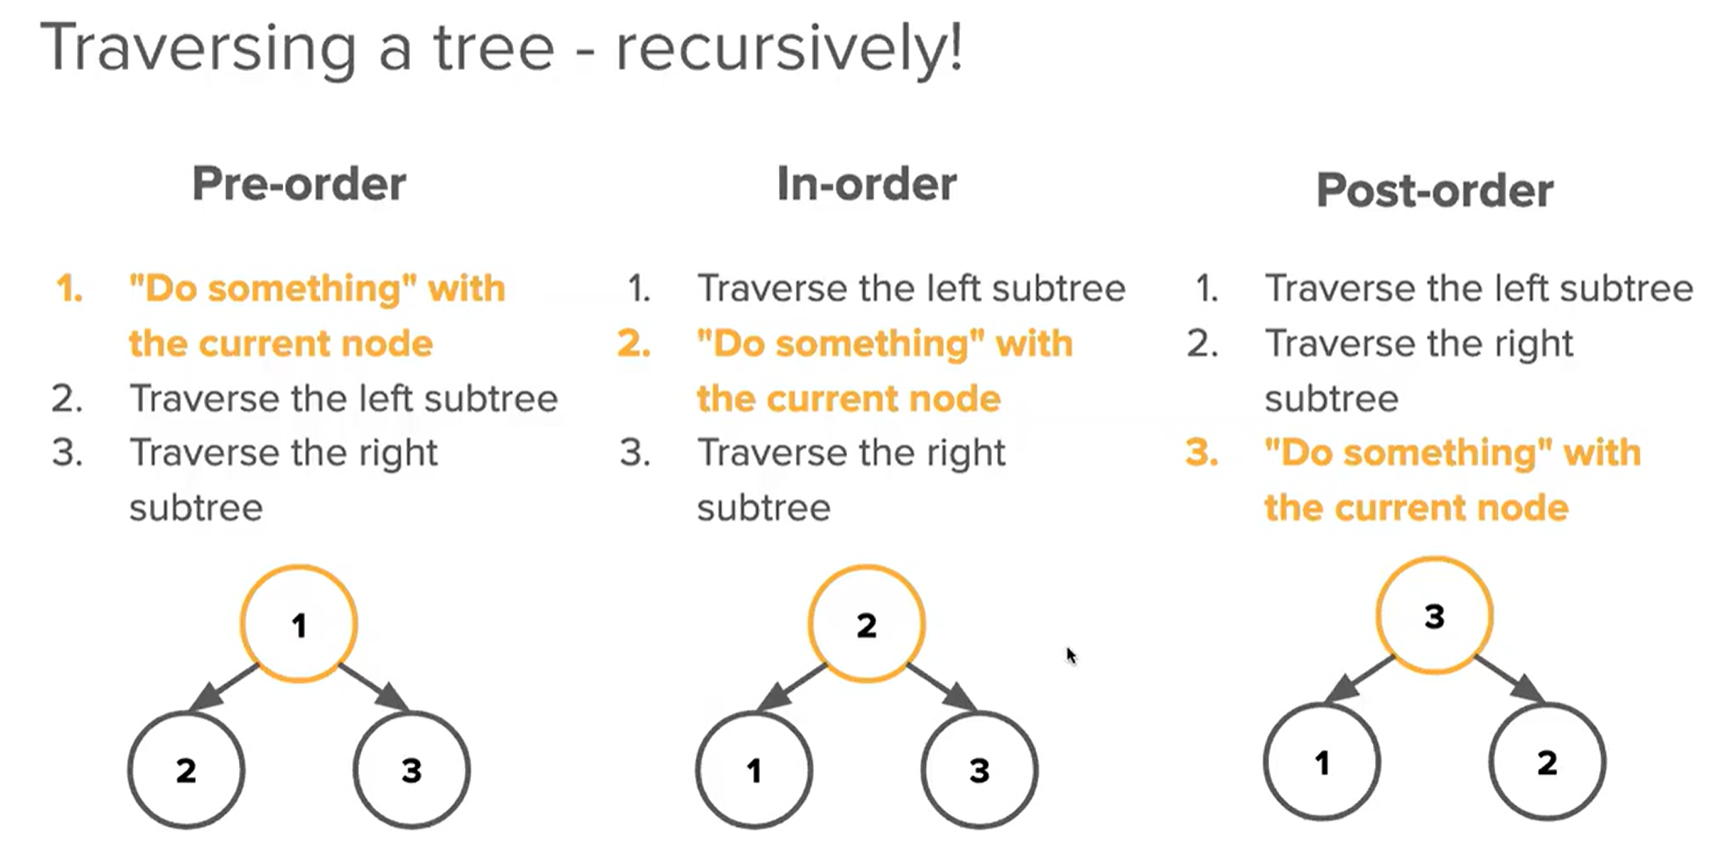 Traversing a tree - recursively!
Pre-order
1. "Do something" with
the current node
2. Traverse the left subtree
3. Traverse the right
subtree
1
2
3
In-order
1. Traverse the left subtree
2. "Do something" with
the current node
3. Traverse the right
subtree
2
1
3
Post-order
1. Traverse the left subtree
2. Traverse the right
subtree
3. "Do something" with
the current node
3
1
2